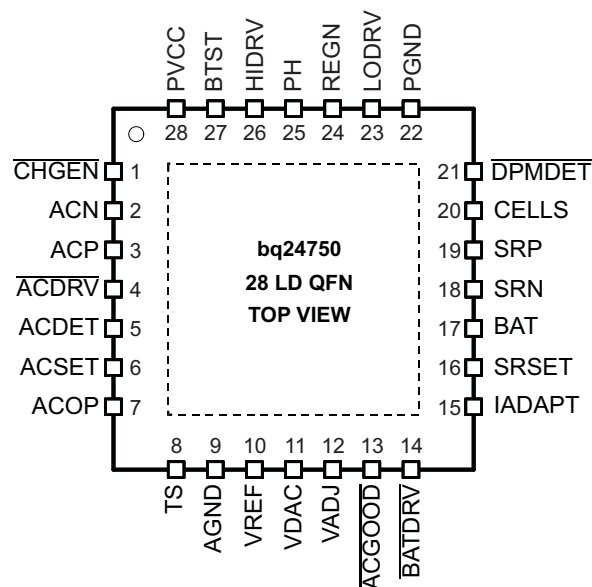 PVCC
BTST
HIDRV
PH
REGN
LODRV
PGND
28 27 26 25 24 23 22
CHGEN 1
ACN 2
ACP 3
ACDRV 4
ACDET 5
ACSET 6
ACOP 7
bq24750
28 LD QFN
TOP VIEW
21 DPMDET
20 CELLS
19 SRP
18 SRN
17 BAT
16 SRSET
15 IADAPT
8 9 10 11 12 13 14
TS
AGND
VREF
VDAC
VADJ
ACGOOD
BATDRV